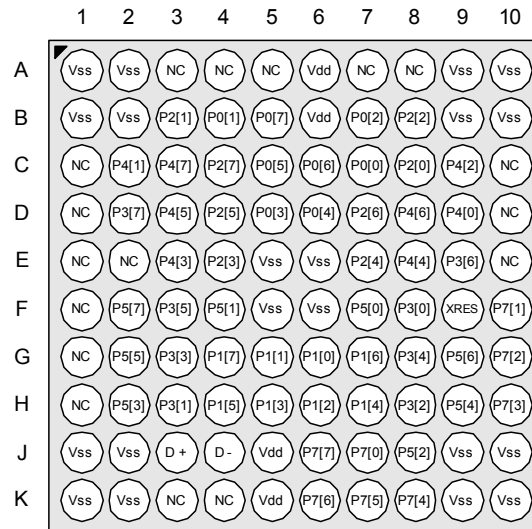 1 2 3 4 5 6 7 8 9 10
A Vss Vss NC NC NC Vdd NC NC Vss Vss
B Vss Vss P2[1] P0[1] P0[7] Vdd P0[2] P2[2] Vss Vss
C NC P4[1] P4[7] P2[7] P0[5] P0[6] P0[0] P2[0] P4[2] NC
D NC P3[7] P4[5] P2[5] P0[3] P0[4] P2[6] P4[6] P4[0] NC
E NC NC P4[3] P2[3] Vss Vss P2[4] P4[4] P3[6] NC
F NC P5[7] P3[5] P5[1] Vss Vss P5[0] P3[0] XRES P7[1]
G NC P5[5] P3[3] P1[7] P1[1] P1[0] P1[6] P3[4] P5[6] P7[2]
H NC P5[3] P3[1] P1[5] P1[3] P1[2] P1[4] P3[2] P5[4] P7[3]
J Vss Vss D + D - Vdd P7[7] P7[0] P5[2] Vss Vss
K Vss Vss NC NC Vdd P7[6] P7[5] P7[4] Vss Vss